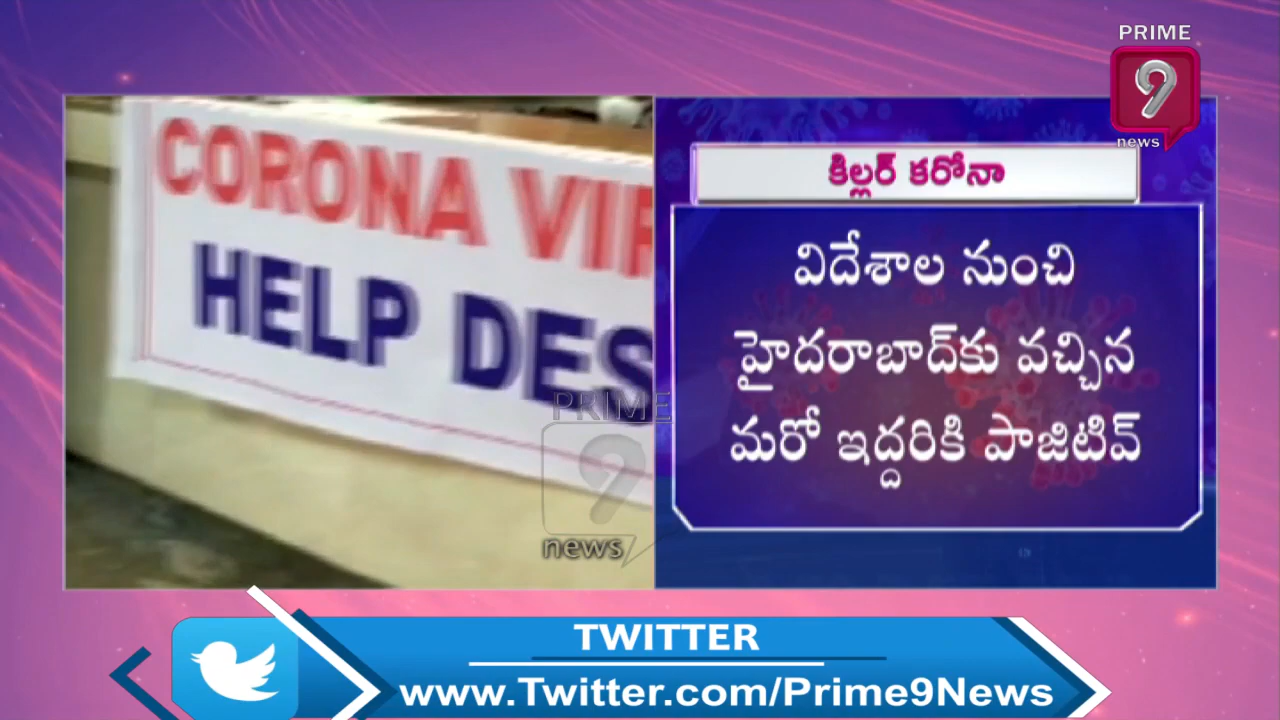 PRIME
9
news
CORONA VIR
HELP DES
కిల్లర్ కరోనా
విదేశాల నుంచి
హైదరాబాద్‌కు వచ్చిన
మరో ఇద్దరికి పాజిటివ్
PRIME
9
news
TWITTER
www.Twitter.com/Prime9News